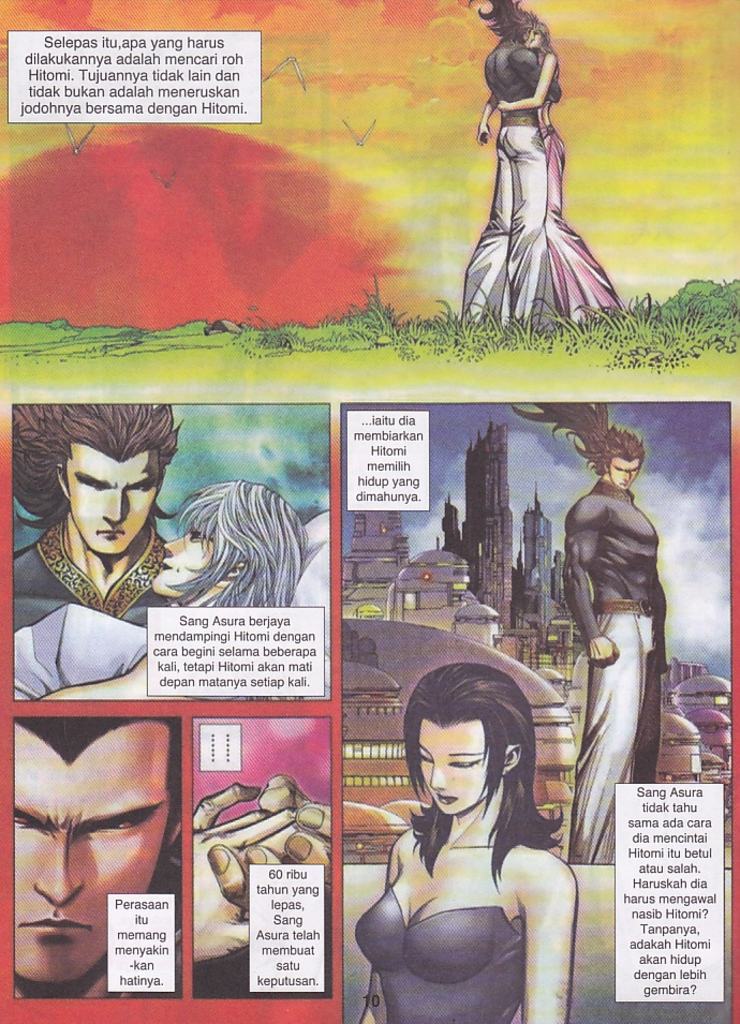 Selepas itu,apa yang harus
dilakukannya adalah mencari roh
Hitomi. Tujuannya tidak lain dan
tidak bukan adalah meneruskan
jodohnya bersama dengan Hitomi.
Sang Asura berjaya
mendampingi Hitomi dengan
cara begini selama beberapa
kali, tetapi Hitomi akan mati
depan matanya setiap kali.
Perasaan
itu
memang
menyakin
-kan
hatinya.
60 ribu
tahun yang
lepas,
Sang
Asura telah
membuat
satu
keputusan.
...iaitu dia
membiarkan
Hitomi
memilih
hidup yang
dimahunya.
Sang Asura
tidak tahu
sama ada cara
dia mencintai
Hitomi itu betul
atau salah.
Haruskah dia
harus mengawal
nasib Hitomi?
Tanpanya,
adakah Hitomi
akan hidup
dengan lebih
gembira?
10